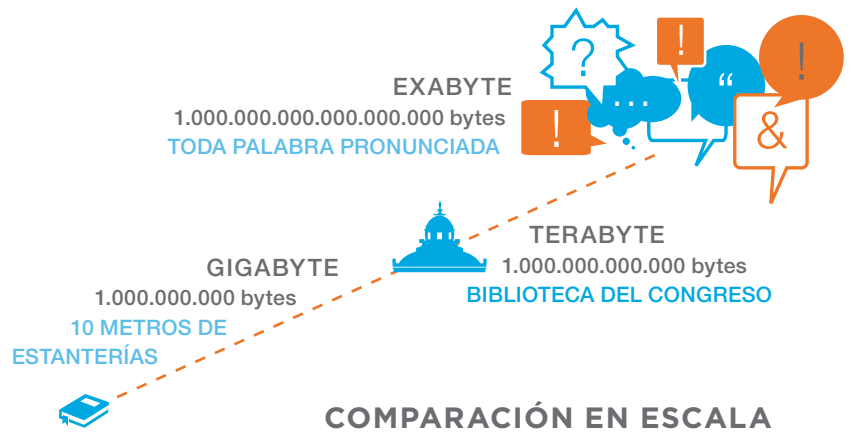 EXABYTE
1.000.000.000.000.000.000 bytes
TODA PALABRA PRONUNCIADA
?
!
...
“
!
!
&
TERABYTE
1.000.000.000.000 bytes
BIBLIOTECA DEL CONGRESO
GIGABYTE
1.000.000.000 bytes
10 METROS DE
ESTANTERÍAS
COMPARACIÓN EN ESCALA